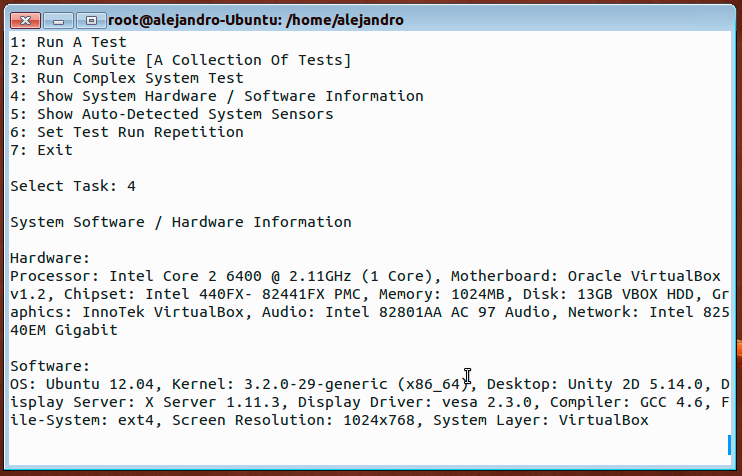 root@alejandro-Ubuntu: /home/alejandro
1: Run A Test
2: Run A Suite [A Collection Of Tests]
3: Run Complex System Test
4: Show System Hardware / Software Information
5: Show Auto-Detected System Sensors
6: Set Test Run Repetition
7: Exit
Select Task: 4
System Software / Hardware Information
Hardware:
Processor: Intel Core 2 6400 @ 2.11GHz (1 Core), Motherboard: Oracle VirtualBox
v1.2, Chipset: Intel 440FX- 82441FX PMC, Memory: 1024MB, Disk: 13GB VBOX HDD, Gr
aphics: InnoTek VirtualBox, Audio: Intel 82801AA AC 97 Audio, Network: Intel 825
40EM Gigabit
Software:
OS: Ubuntu 12.04, Kernel: 3.2.0-29-generic (x86_64), Desktop: Unity 2D 5.14.0, D
isplay Server: X Server 1.11.3, Display Driver: vesa 2.3.0, Compiler: GCC 4.6, F
ile-System: ext4, Screen Resolution: 1024x768, System Layer: VirtualBox